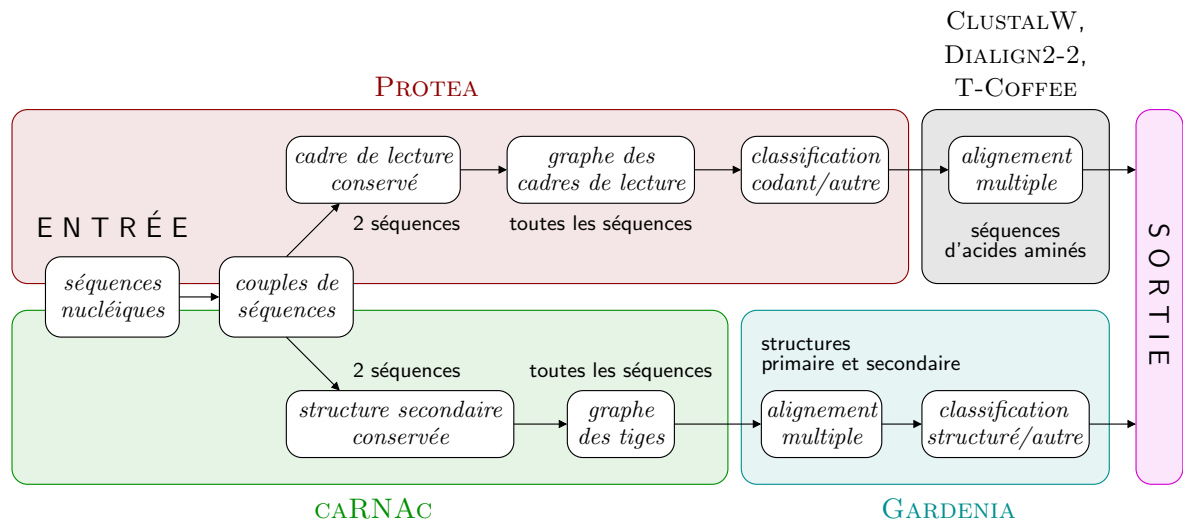 CLUSTALW,
DIALIGN2-2,
T-COFFEE
PROTEA
cadre de lecture
conservé
graphe des
cadres de lecture
classification
codant/autre
alignement
multiple
2 séquences
toutes les séquences
séquences
d'acides aminés
ENTRÉE
séquences
nucléiques
couples de
séquences
SORTIE
structures
primaire et secondaire
2 séquences
toutes les séquences
structure secondaire
conservée
graphe
des tiges
alignement
multiple
classification
structuré/autre
CARNAC
GARDENIA